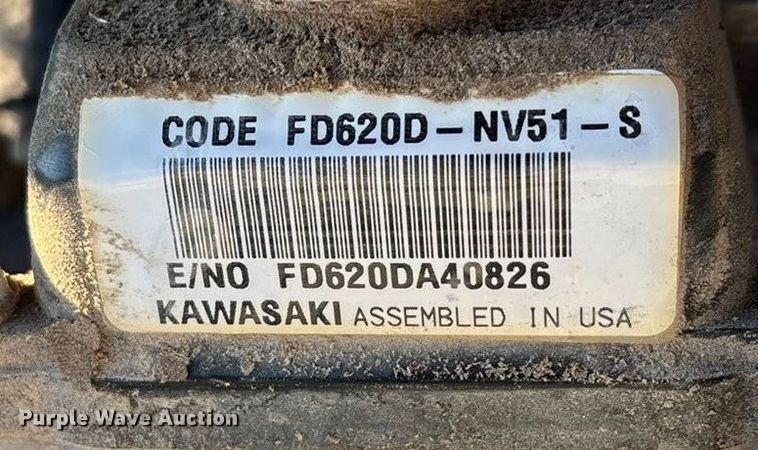 CODE FD620D-NV51-S
E/NO FD620DA40826
KAWASAKI ASSEMBLED IN USA
Purple Wave Auction